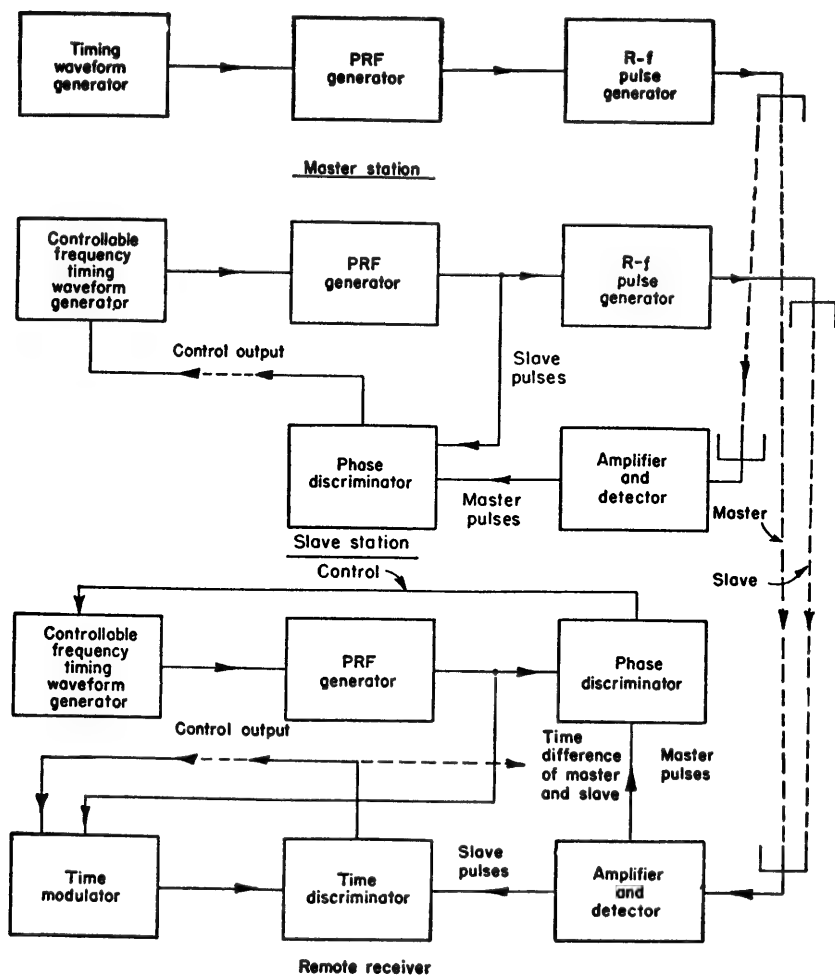 Timing
waveform
generator
PRF
generator
R-f
pulse
generator
Master station
Controllable
frequency
timing
waveform
generator
PRF
generator
R-f
pulse
generator
Control output
Slave
pulses
Phase
discriminator
Amplifier
and
detector
Master
pulses
Master
Slave station
Slave
Control
Controllable
frequency
timing
waveform
generator
PRF
generator
Phase
discriminator
Control output
Time
difference
of master
and slave
Master
pulses
Time
modulator
Time
discriminator
Slave
pulses
Amplifier
and
detector
Remote receiver